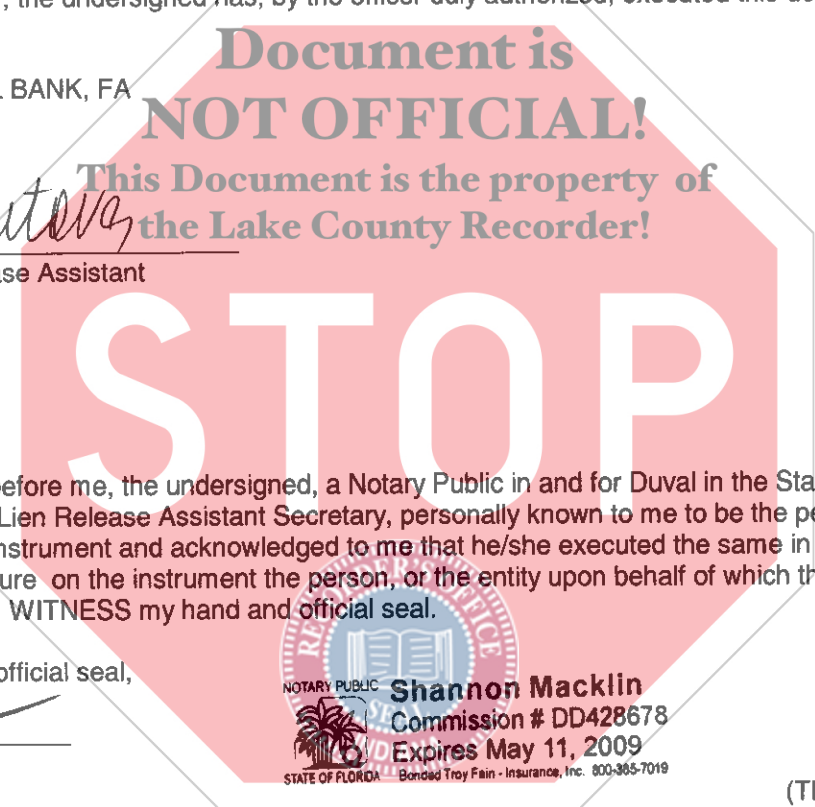 , the undersigned has, by the officer duly authorized, executed this
Document is
BANK, FA
NOT OFFICIAL!
This Document is the property of
the Lake County Recorder!
Assistant
STOP
efore me, the undersigned, a Notary Public in and for Duval in the Sta
Lien Release Assistant Secretary, personally known to me to be the pe
nstrument and acknowledged to me that he/she executed the same in
ure on the instrument the person, or the entity upon behalf of which th
WITNESS my hand and official seal.
RECORDER'S OFFICE
SEAL
official seal,
NOTARY PUBLIC
Shannon Macklin
Commission # DD428678
Expires May 11, 2009
STATE OF FLORIDA Bonded Troy Fain - Insurance, Inc. 800-385-7019